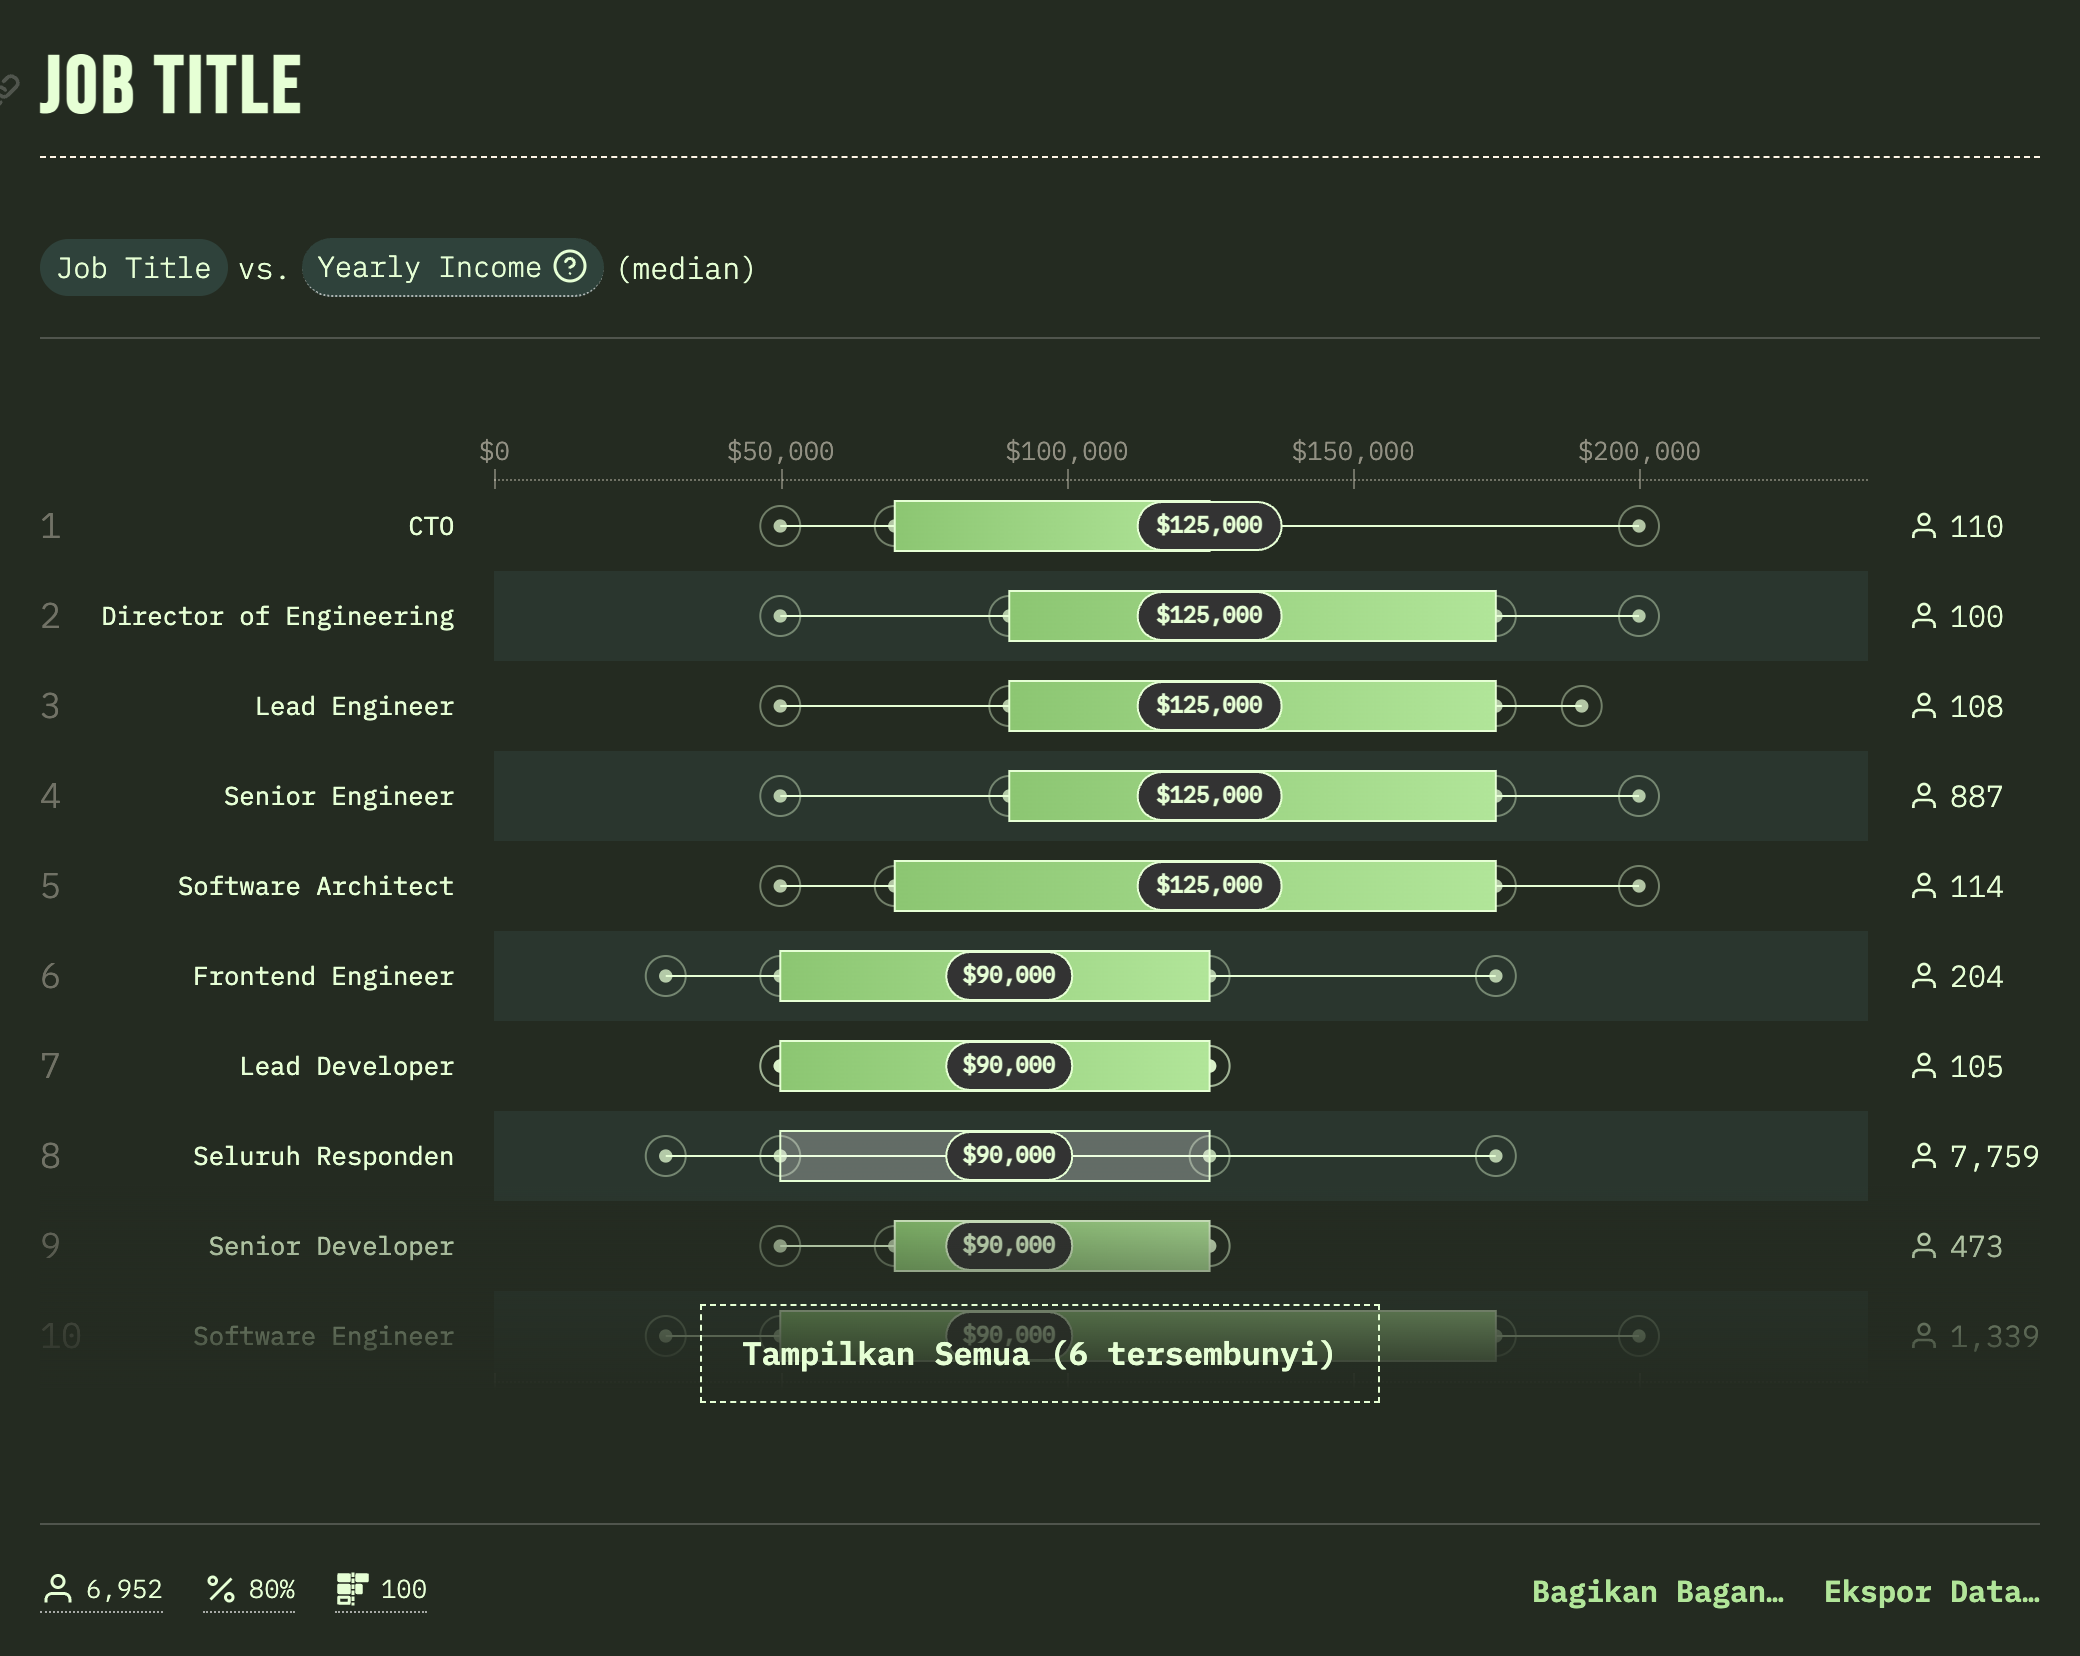 JOB TITLE
Job Title vs. Yearly Income ? (median)
$0 $50,000 $100,000 $150,000 $200,000
1 CTO $125,000 110
2 Director of Engineering $125,000 100
3 Lead Engineer $125,000 108
4 Senior Engineer $125,000 887
5 Software Architect $125,000 114
6 Frontend Engineer $90,000 204
7 Lead Developer $90,000 105
8 Seluruh Responden $90,000 7,759
9 Senior Developer $90,000 473
10 Software Engineer $90,000 1,339
Tampilkan Semua (6 tersembunyi)
6,952 80% 100 Bagikan Bagan… Ekspor Data…